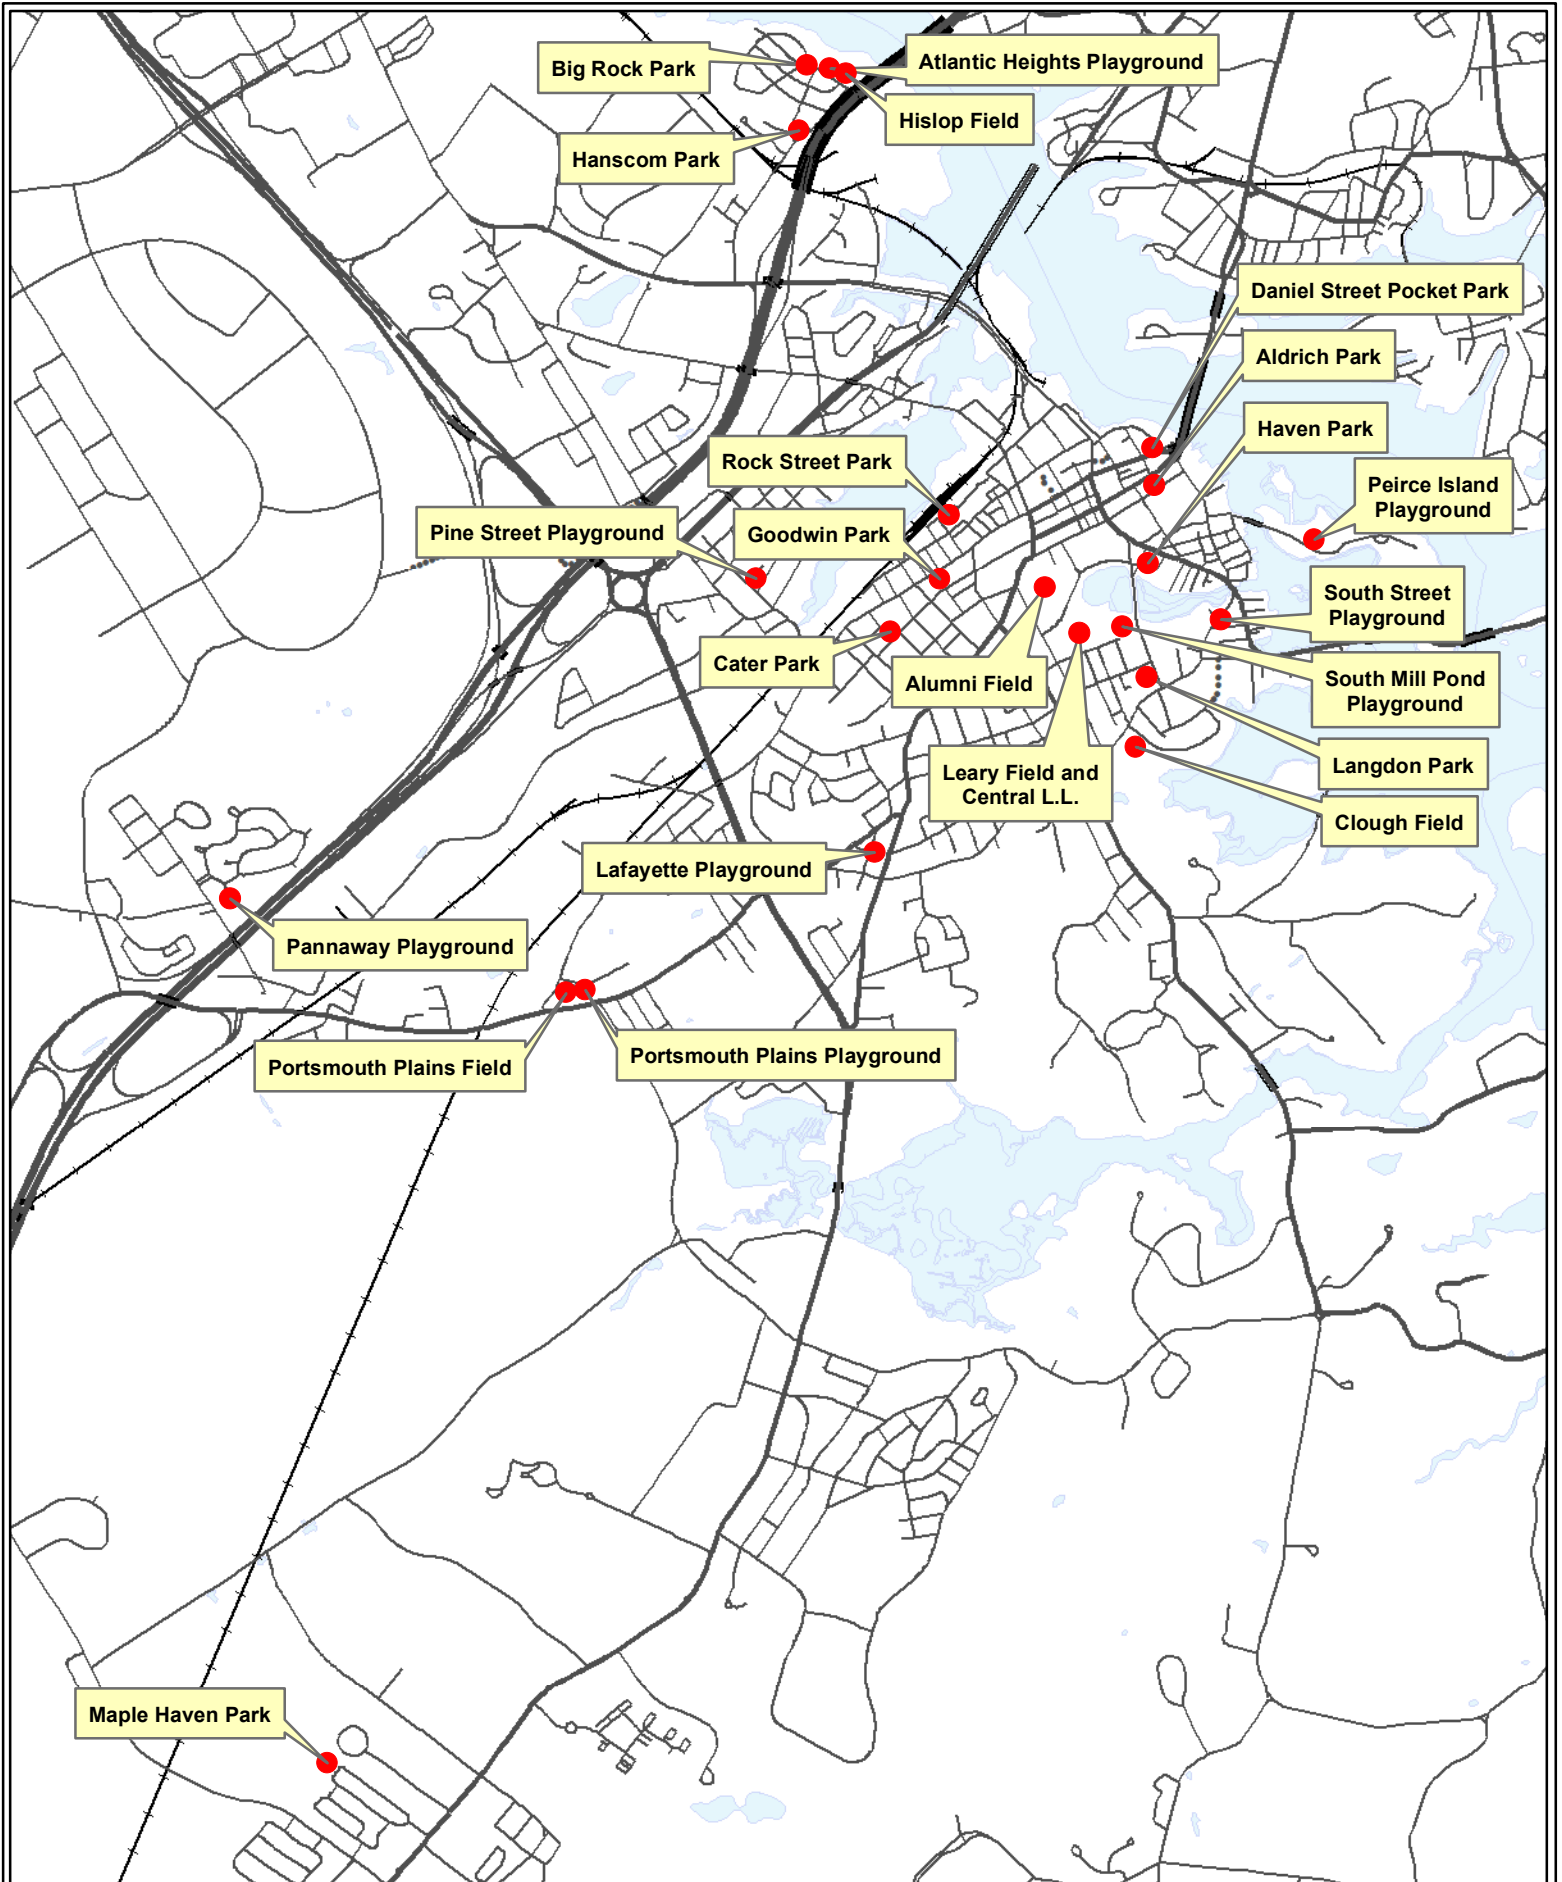 Big Rock Park
Atlantic Heights Playground
Hislop Field
Hanscom Park
Daniel Street Pocket Park
Aldrich Park
Haven Park
Rock Street Park
Peirce Island
Playground
Pine Street Playground
Goodwin Park
South Street
Playground
Cater Park
Alumni Field
South Mill Pond
Playground
Leary Field and
Central L.L.
Langdon Park
Clough Field
Lafayette Playground
Pannaway Playground
Portsmouth Plains Field
Portsmouth Plains Playground
Maple Haven Park